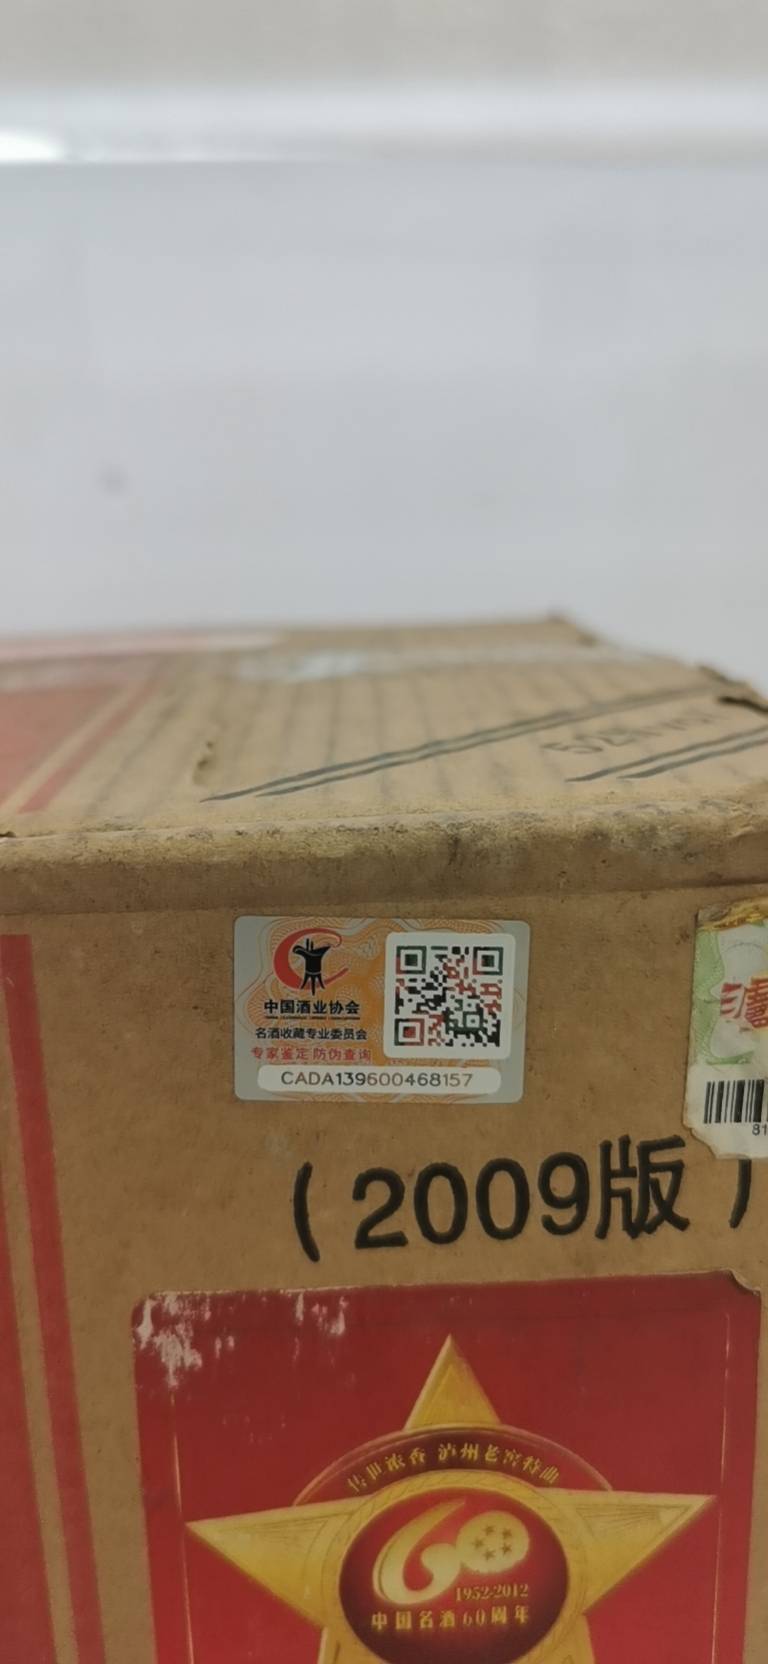 中国酒业协会
名酒收藏专业委员会
专家鉴定 防伪查询
CADA139600468157
81
(2009版)
传世浓香 泸州老窖特曲
60
1952-2012
中国名酒60周年